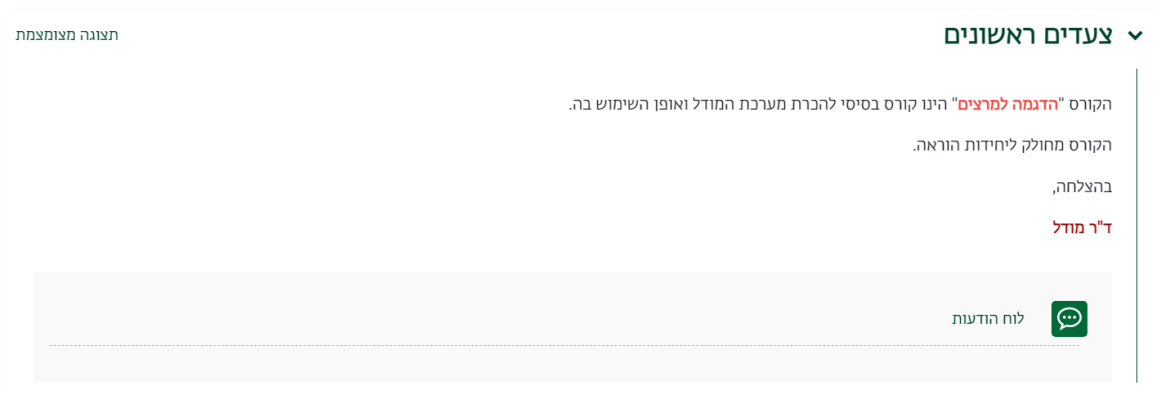 צעדים ראשונים
תצוגה מצומצמת
הקורס "הדגמה למרצים" הינו קורס בסיסי להכרת מערכת המודל ואופן השימוש בה.
הקורס מחולק ליחידות הוראה.
בהצלחה,
ד"ר מודל
לוח הודעות